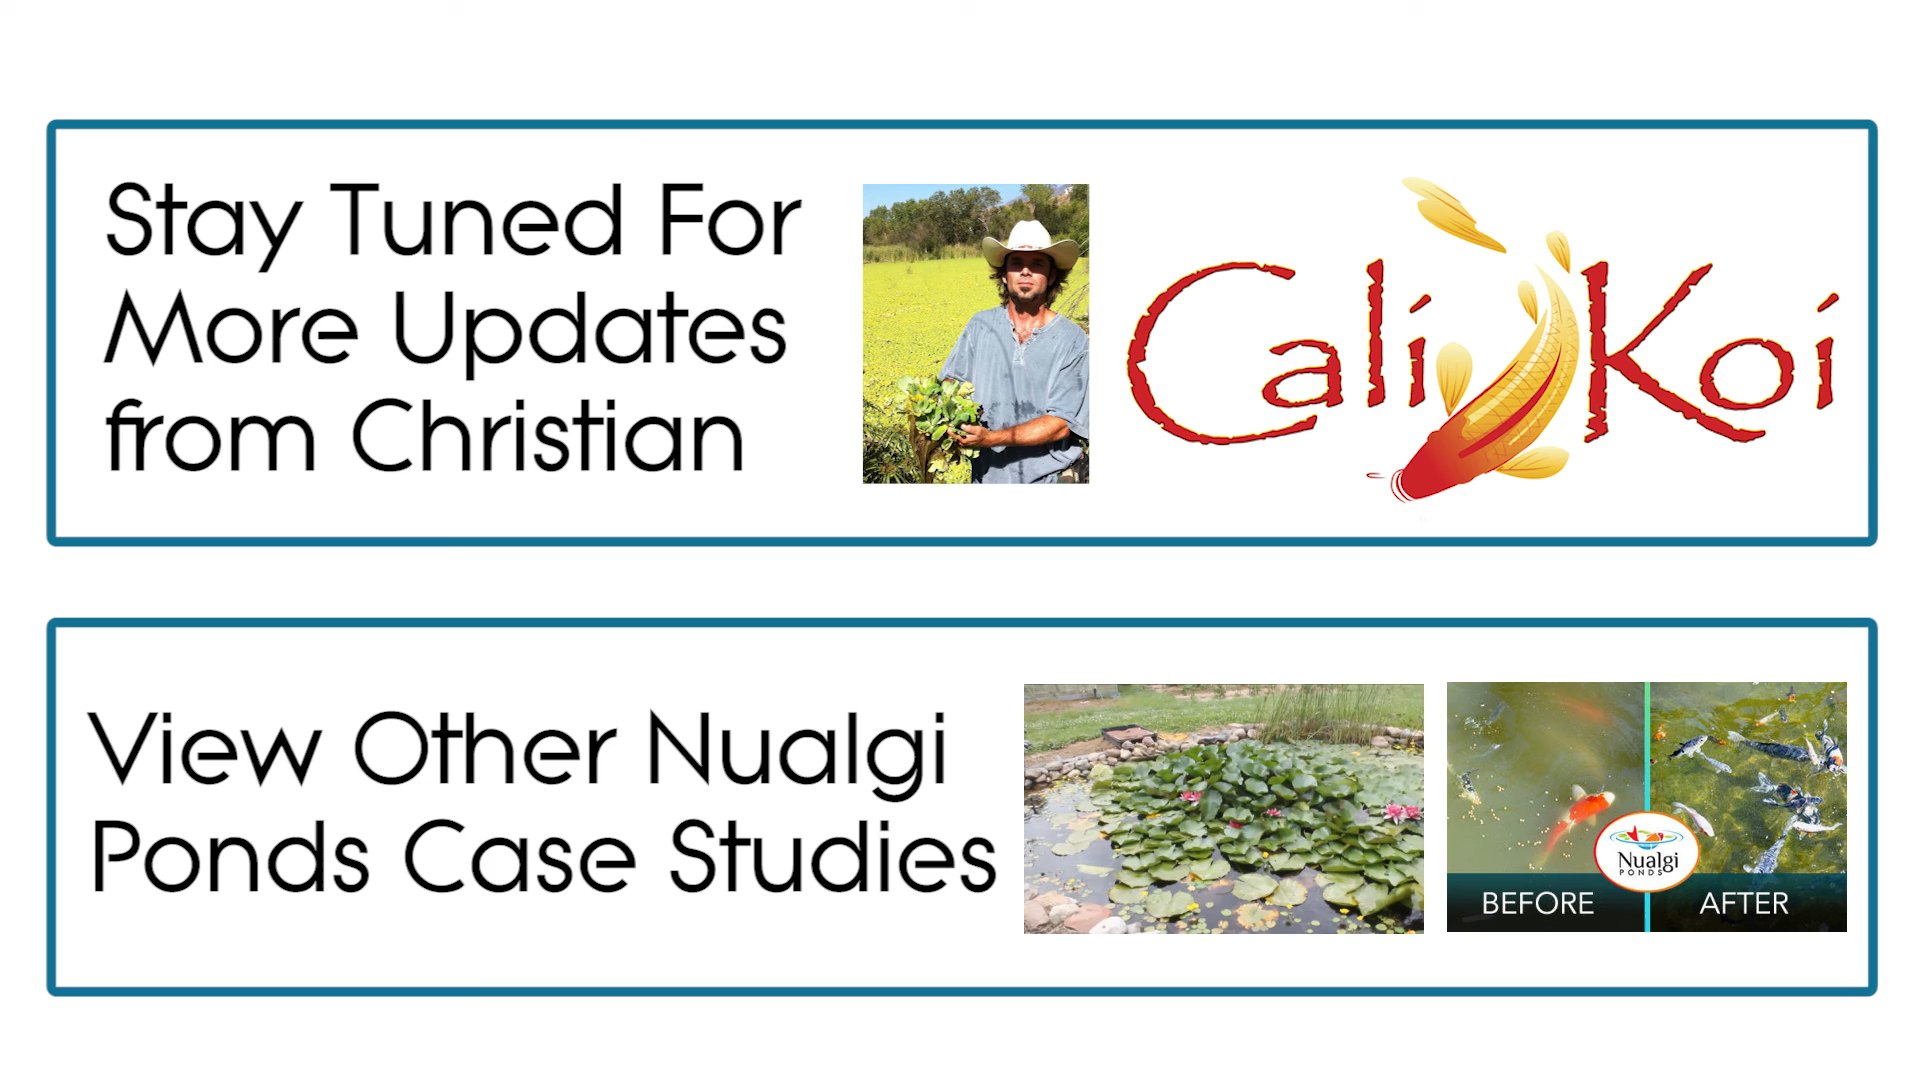 Stay Tuned For
More Updates
from Christian
Cali Koi
View Other Nualgi
Ponds Case Studies
Nualgi
PONDS
BEFORE
AFTER